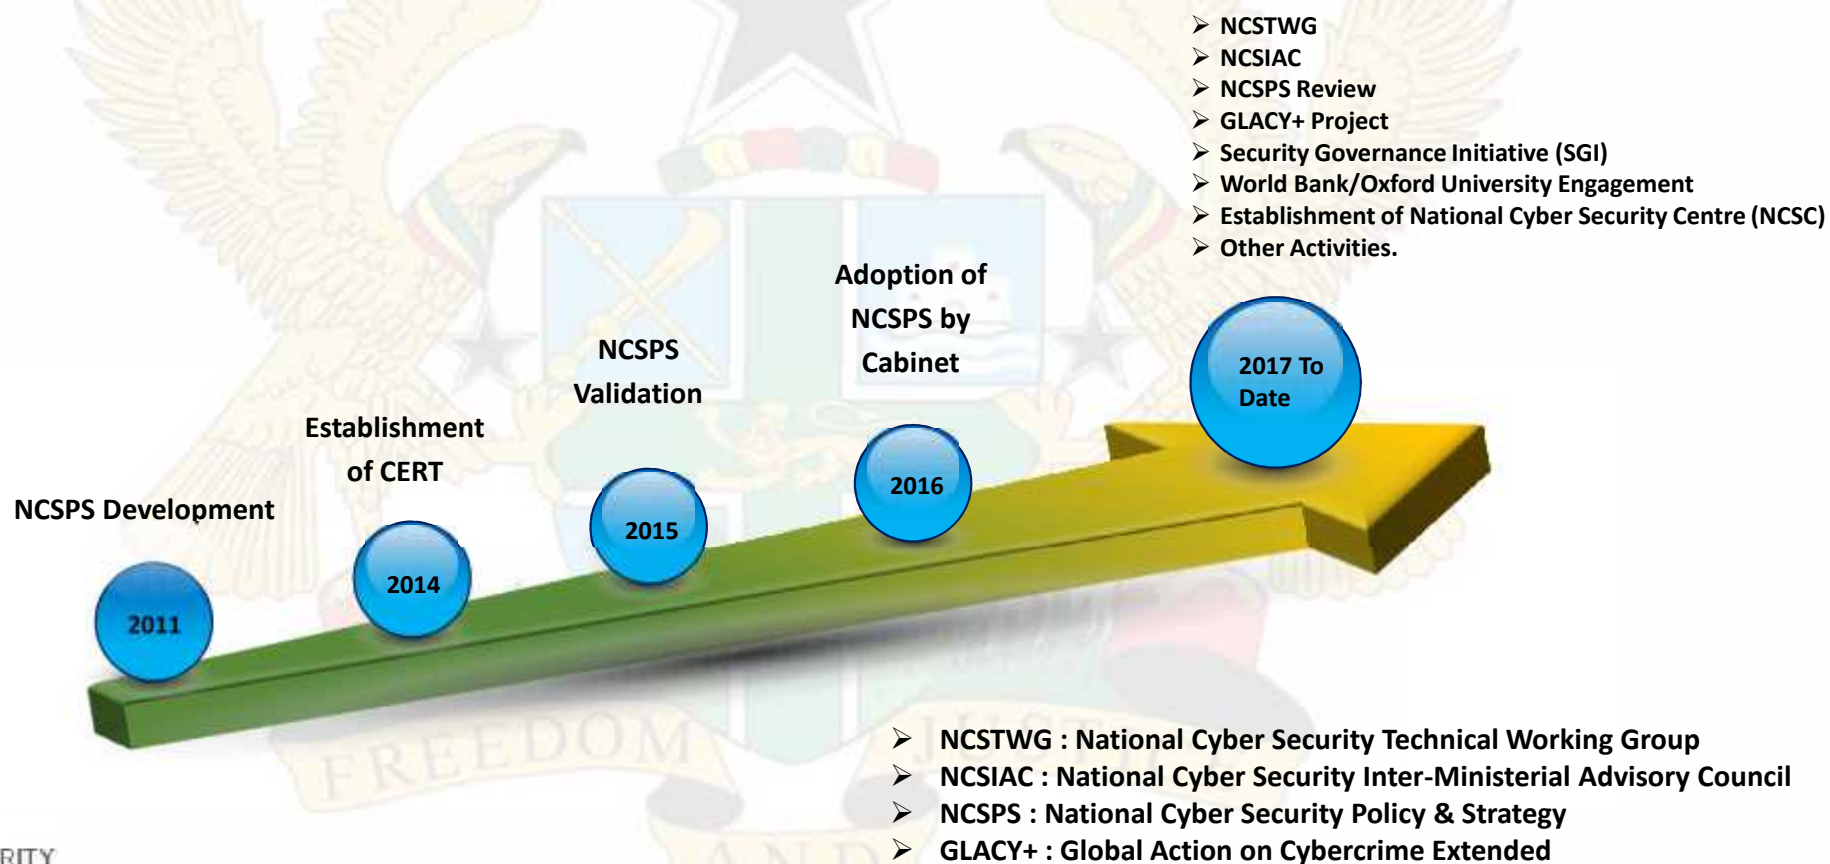 ➢ NCSTWG
➢ NCSIAC
➢ NCSPS Review
➢ GLACY+ Project
➢ Security Governance Initiative (SGI)
➢ World Bank/Oxford University Engagement
➢ Establishment of National Cyber Security Centre (NCSC)
➢ Other Activities.
Adoption of
NCSPS by
Cabinet
NCSPS
Validation
Establishment
of CERT
NCSPS Development
2011
2014
2015
2016
2017 To
Date
FREEDOM
JUSTICE
AND
➢ NCSTWG : National Cyber Security Technical Working Group
➢ NCSIAC : National Cyber Security Inter-Ministerial Advisory Council
➢ NCSPS : National Cyber Security Policy & Strategy
➢ GLACY+ : Global Action on Cybercrime Extended